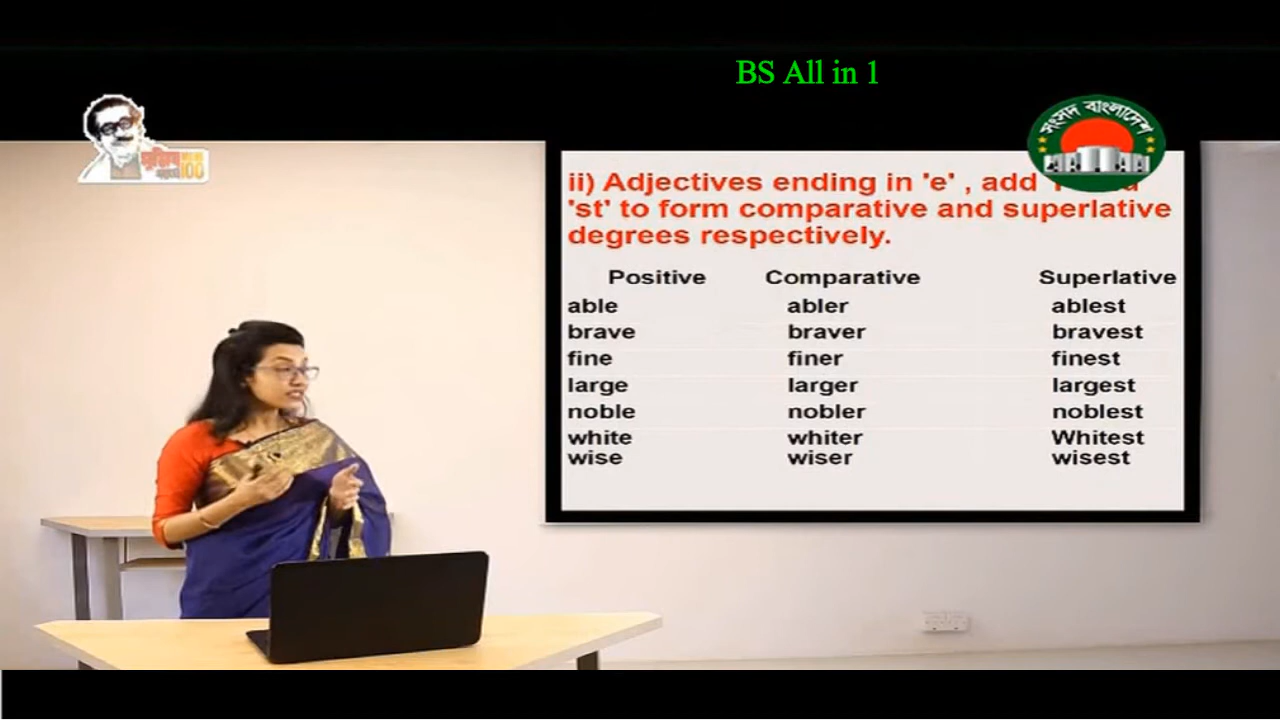 BS All in 1
সংসদ বাংলাদেশ
100
ii) Adjectives ending in 'e' , add
'st' to form comparative and superlative
degrees respectively.
Positive Comparative Superlative
able abler ablest
brave braver bravest
fine finer finest
large larger largest
noble nobler noblest
white whiter Whitest
wise wiser wisest